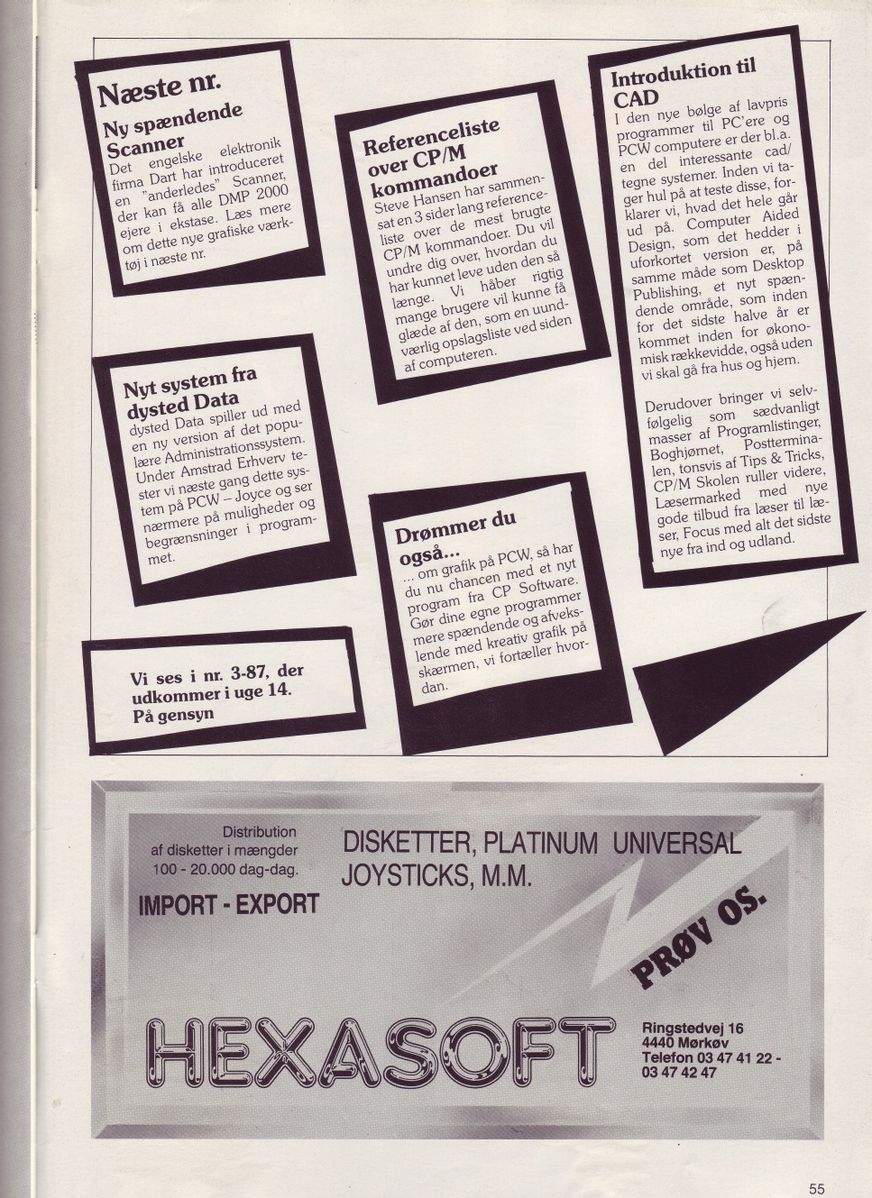 Næste nr.
Ny spændende
Scanner
Det engelske elektronik
firma Dart har introduceret
en "anderledes" Scanner,
der kan få alle DMP 2000
ejere i ekstase. Læs mere
om dette nye grafiske værk-
tøj i næste nr.
Referenceliste
over CP/M
kommandoer
Steve Hansen har sammen-
sat en 3 sider lang reference-
liste over de mest brugte
CP/M kommandoer. Du vil
undre dig over, hvordan du
har kunnet leve uden den så
længe. Vi håber rigtig
mange brugere vil kunne få
glæde af den, som en uund-
værlig opslagsliste ved siden
af computeren.
Introduktion til
CAD
I den nye bølge af lavpris
programmer til PC'ere og
PCW computere er der bl.a.
en del interessante cad/
tegne systemer. Inden vi ta-
ger hul på at teste disse, for-
klarer vi, hvad det hele går
ud på. Computer Aided
Design, som det hedder i
uforkortet version er, på
samme måde som Desktop
Publishing, et nyt spæn-
dende område, som inden
for det sidste halve år er
kommet inden for økono-
misk rækkevidde, også uden
vi skal gå fra hus og hjem.
Derudover bringer vi selv-
følgelig som sædvanligt
masser af Programlistinger,
Boghjørnet, Posttermina-
len, tonsvis af Tips & Tricks,
CP/M Skolen ruller videre,
Læsermarked med nye
gode tilbud fra læser til læ-
ser, Focus med alt det sidste
nye fra ind og udland.
Nyt system fra
dysted Data
dysted Data spiller ud med
en ny version af det popu-
lære Administrationssystem.
Under Amstrad Erhverv te-
ster vi næste gang dette sys-
tem på PCW – Joyce og ser
nærmere på muligheder og
begrænsninger i program-
met.
Drømmer du
også...
... om grafik på PCW, så har
du nu chancen med et nyt
program fra CP Software.
Gør dine egne programmer
mere spændende og afveks-
lende med kreativ grafik på
skærmen, vi fortæller hvor-
dan.
Vi ses i nr. 3-87, der
udkommer i uge 14.
På gensyn
Distribution
af disketter i mængder
100 - 20.000 dag-dag.
IMPORT - EXPORT
DISKETTER, PLATINUM UNIVERSAL
JOYSTICKS, M.M.
PRØV OS.
HEXASOFT
Ringstedvej 16
4440 Mørkøv
Telefon 03 47 41 22 -
03 47 42 47
55